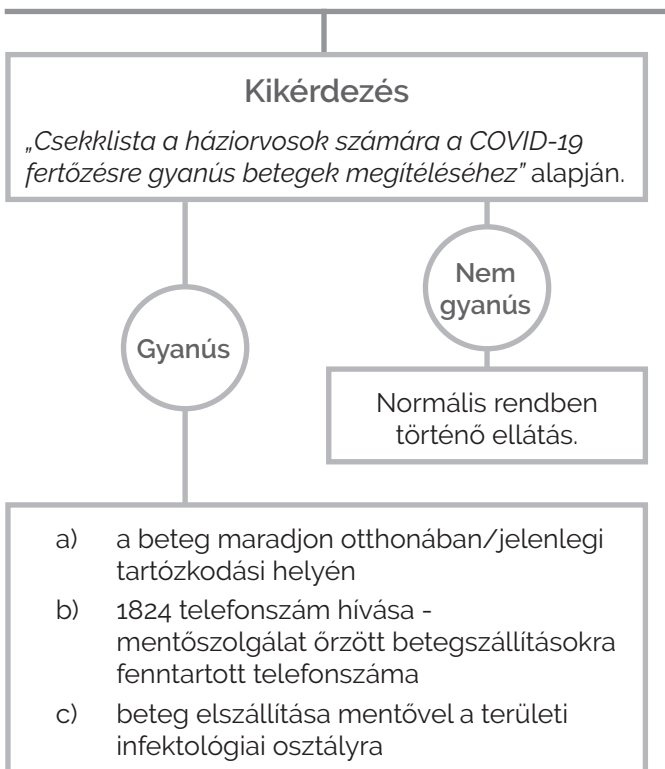 Kikérdezés
„Csekklista a háziorvosok számára a COVID-19
fertőzésre gyanús betegek megítéléséhez” alapján.
Nem
gyanús
Gyanús
Normális rendben
történő ellátás.
a) a beteg maradjon otthonában/jelenlegi
tartózkodási helyén
b) 1824 telefonszám hívása -
mentőszolgálat őrzött betegszállításokra
fenntartott telefonszáma
c) beteg elszállítása mentővel a területi
infektológiai osztályra